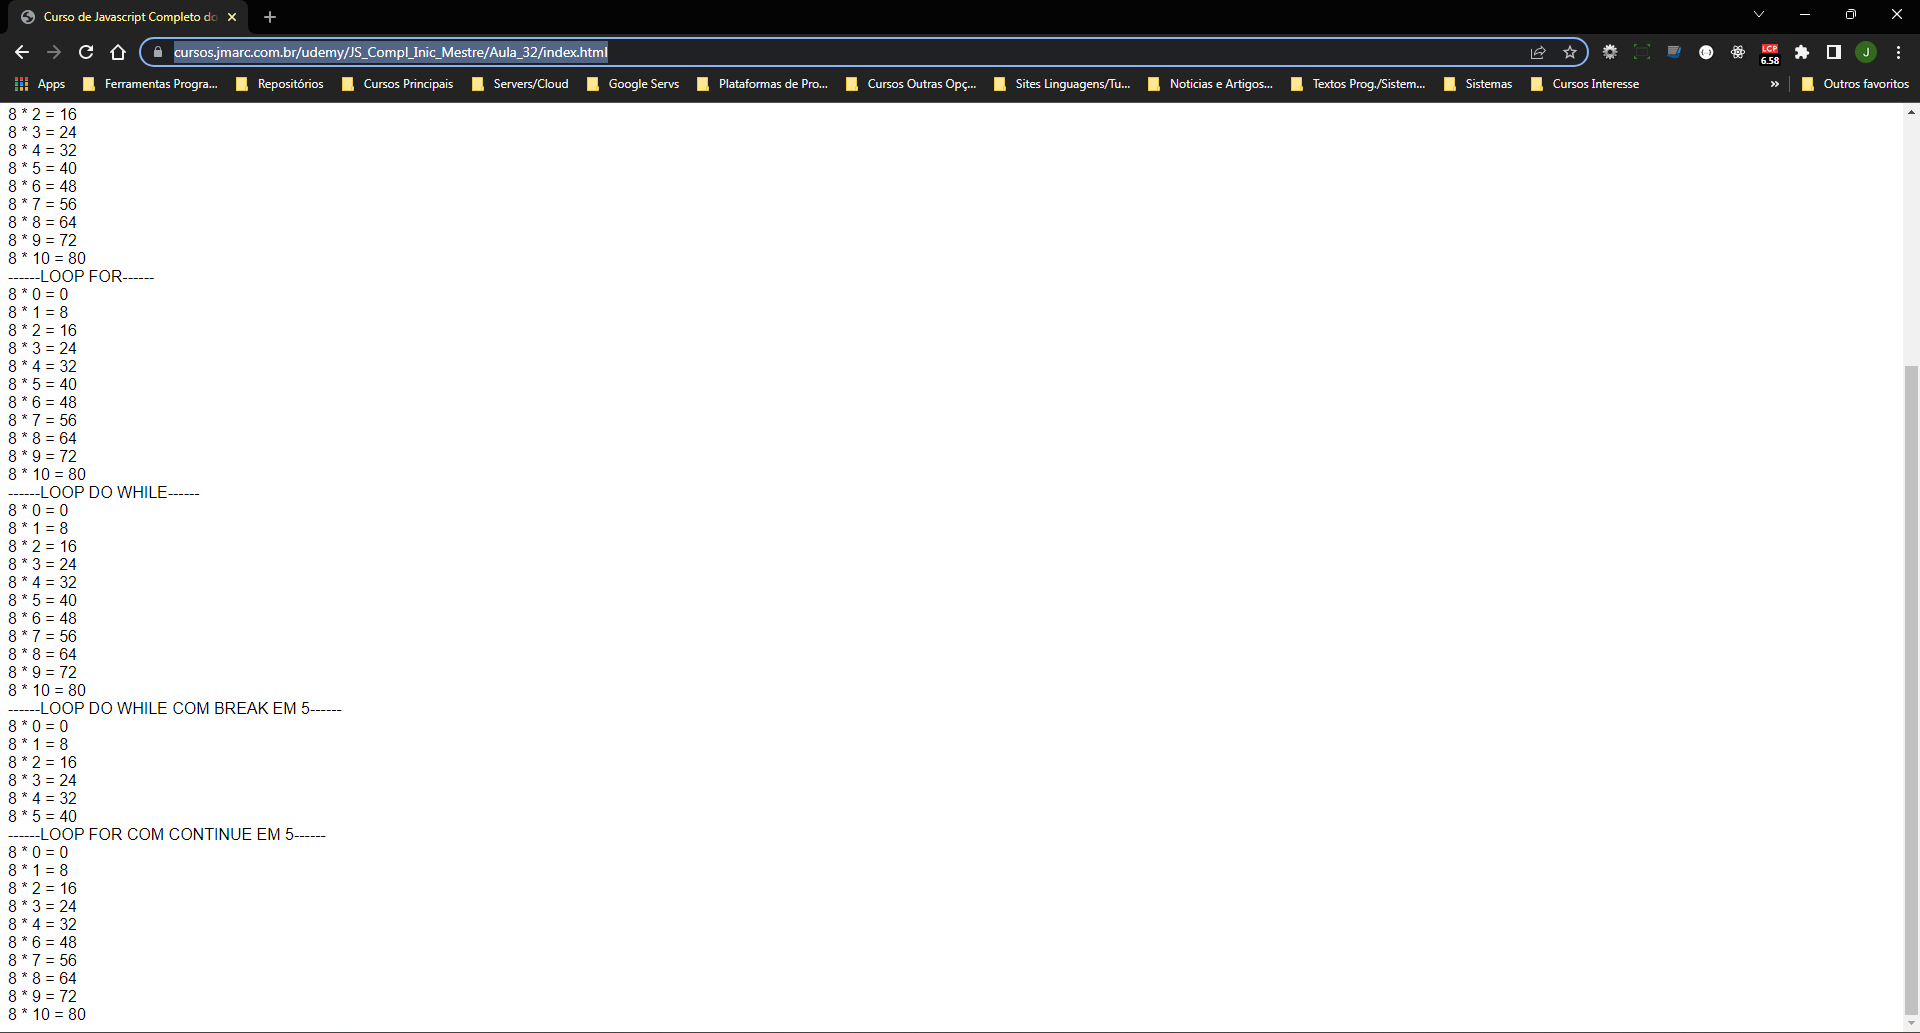 Curso de Javascript Completo do
cursos.jmarc.com.br/udemy/JS_Compl_Inic_Mestre/Aula_32/index.html
LCP
6.58
J
Apps
Ferramentas Progra...
Repositórios
Cursos Principais
Servers/Cloud
Google Servs
Plataformas de Pro...
Cursos Outras Opç...
Sites Linguagens/Tu...
Noticias e Artigos...
Textos Prog./Sistem...
Sistemas
Cursos Interesse
»
Outros favoritos
8 * 2 = 16
8 * 3 = 24
8 * 4 = 32
8 * 5 = 40
8 * 6 = 48
8 * 7 = 56
8 * 8 = 64
8 * 9 = 72
8 * 10 = 80
------LOOP FOR------
8 * 0 = 0
8 * 1 = 8
8 * 2 = 16
8 * 3 = 24
8 * 4 = 32
8 * 5 = 40
8 * 6 = 48
8 * 7 = 56
8 * 8 = 64
8 * 9 = 72
8 * 10 = 80
------LOOP DO WHILE------
8 * 0 = 0
8 * 1 = 8
8 * 2 = 16
8 * 3 = 24
8 * 4 = 32
8 * 5 = 40
8 * 6 = 48
8 * 7 = 56
8 * 8 = 64
8 * 9 = 72
8 * 10 = 80
------LOOP DO WHILE COM BREAK EM 5------
8 * 0 = 0
8 * 1 = 8
8 * 2 = 16
8 * 3 = 24
8 * 4 = 32
8 * 5 = 40
------LOOP FOR COM CONTINUE EM 5------
8 * 0 = 0
8 * 1 = 8
8 * 2 = 16
8 * 3 = 24
8 * 4 = 32
8 * 6 = 48
8 * 7 = 56
8 * 8 = 64
8 * 9 = 72
8 * 10 = 80